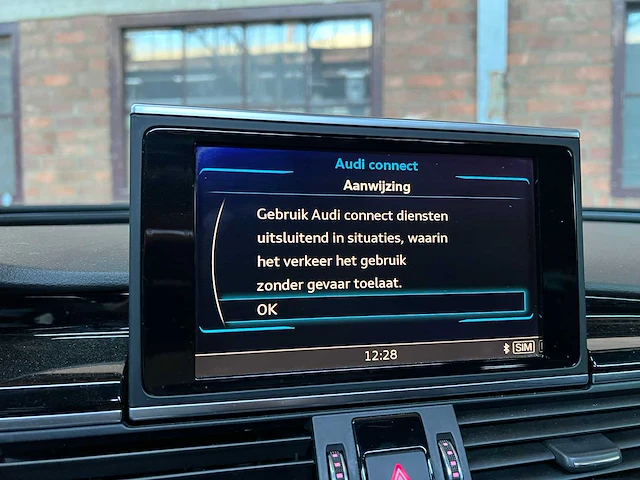 Audi connect
Aanwijzing
Gebruik Audi connect diensten
uitsluitend in situaties, waarin
het verkeer het gebruik
zonder gevaar toelaat.
OK
12:28
SIM